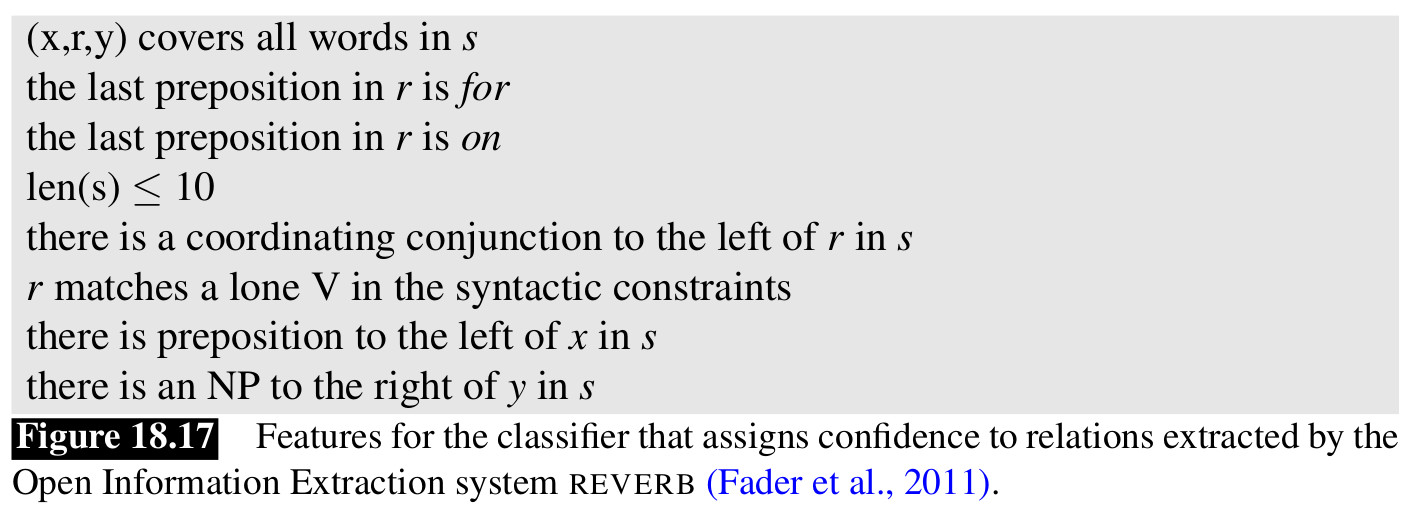 (x,r,y) covers all words in s
the last preposition in r is for
the last preposition in r is on
len(s) ≤ 10
there is a coordinating conjunction to the left of r in s
r matches a lone V in the syntactic constraints
there is preposition to the left of x in s
there is an NP to the right of y in s
Figure 18.17 Features for the classifier that assigns confidence to relations extracted by the
Open Information Extraction system REVERB (Fader et al., 2011).